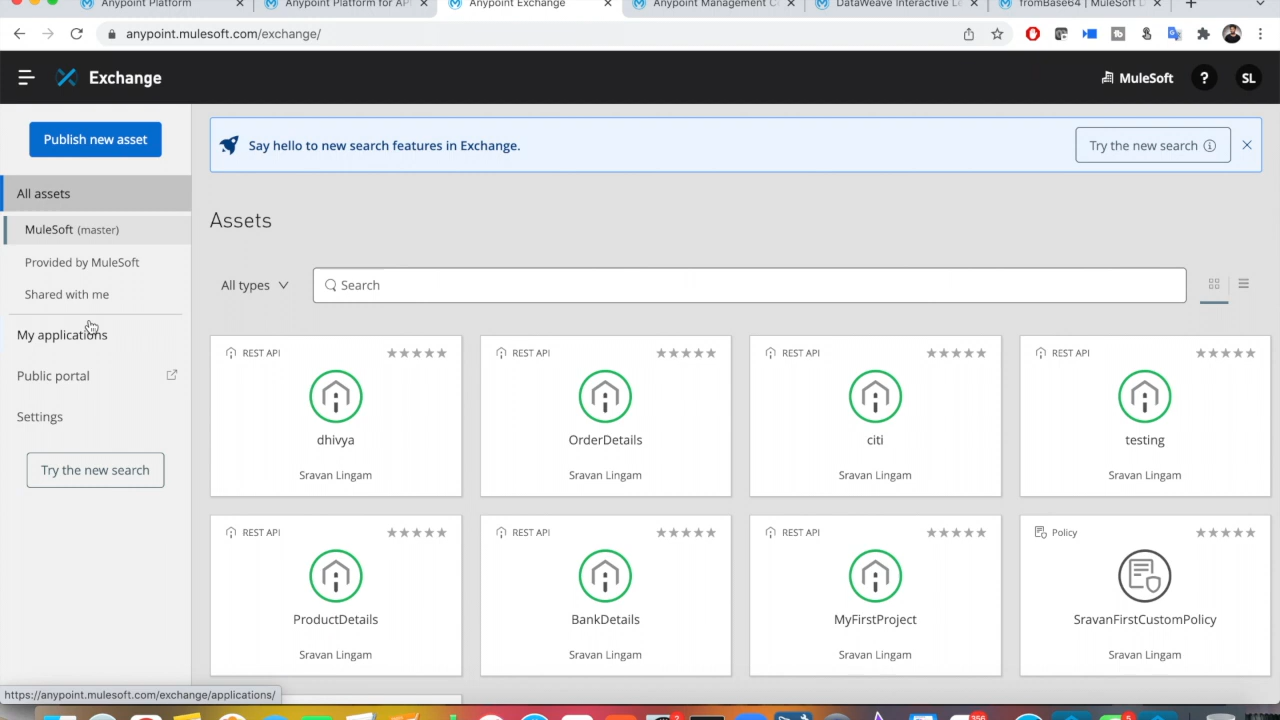 Anypoint Platform
Anypoint Platform for AP
Anypoint Exchange
Anypoint Management C
DataWeave Interactive Le
fromBase64 | MuleSoft D
anypoint.mulesoft.com/exchange/
Exchange
MuleSoft
?
SL
Publish new asset
Say hello to new search features in Exchange.
Try the new search
All assets
MuleSoft (master)
Provided by MuleSoft
Shared with me
My applications
Public portal
Settings
Try the new search
Assets
All types
Search
REST API
REST API
REST API
REST API
dhivya
OrderDetails
citi
testing
Sravan Lingam
Sravan Lingam
Sravan Lingam
Sravan Lingam
REST API
REST API
REST API
Policy
ProductDetails
BankDetails
MyFirstProject
SravanFirstCustomPolicy
Sravan Lingam
Sravan Lingam
Sravan Lingam
Sravan Lingam
https://anypoint.mulesoft.com/exchange/applications/
2
356
5